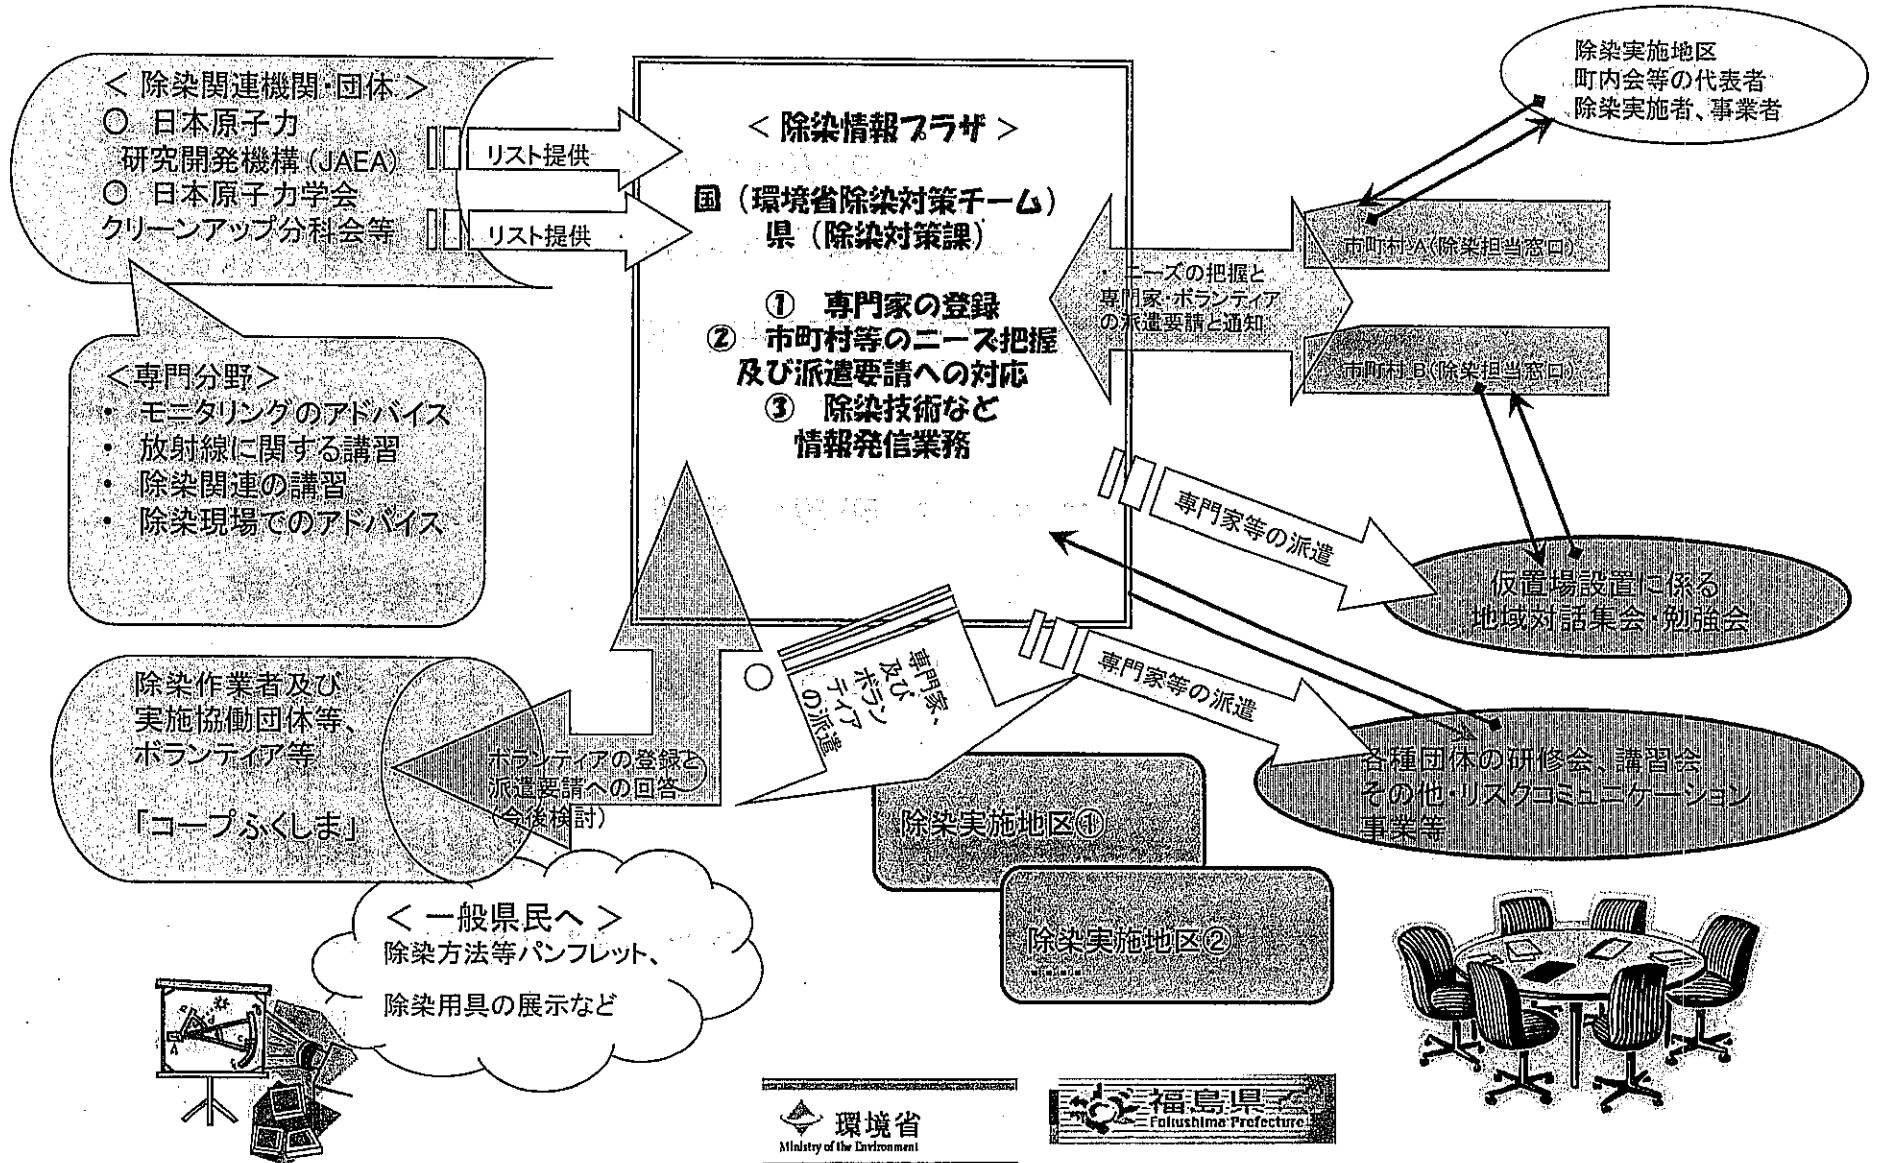 < 除染関連機関・団体 >
○ 日本原子力
研究開発機構 (JAEA)
○ 日本原子力学会
クリーンアップ分科会等
リスト提供
リスト提供
<専門分野>
・ モニタリングのアドバイス
・ 放射線に関する講習
・ 除染関連の講習
・ 除染現場でのアドバイス
< 除染情報プラザ >
国 (環境省除染対策チーム)
県 (除染対策課)
① 専門家の登録
② 市町村等のニーズ把握
及び派遣要請への対応
③ 除染技術など
情報発信業務
除染実施地区
町内会等の代表者
除染実施者、事業者
・ ニーズの把握と
専門家・ボランティア
の派遣要請と通知
市町村 A(除染担当窓口)
市町村 B(除染担当窓口)
専門家等の派遣
仮置場設置に係る
地域対話集会・勉強会
専門家等の派遣
各種団体の研修会、講習会
その他・リスクコミュニケーション
事業等
専門家、
及び
ボラン
ティア
の派遣
除染作業者及び
実施協働団体等、
ボランティア等
「コープふくしま」
ボランティアの登録と
派遣要請への回答
(今後検討)
除染実施地区①
除染実施地区②
......
< 一般県民へ >
除染方法等パンフレット、
除染用具の展示など
環境省
Ministry of the Environment
福島県
Fukushima Prefecture